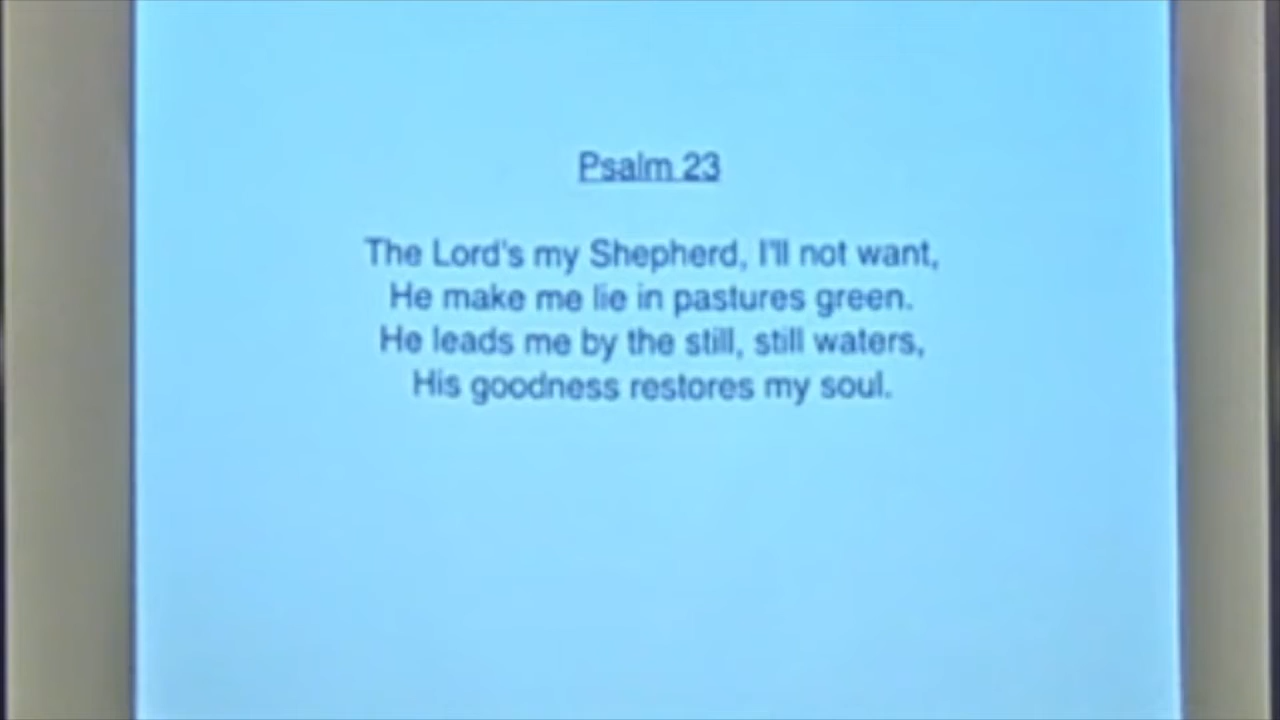 Psalm 23
The Lord's my Shepherd, I'll not want,
He make me lie in pastures green.
He leads me by the still, still waters,
His goodness restores my soul.